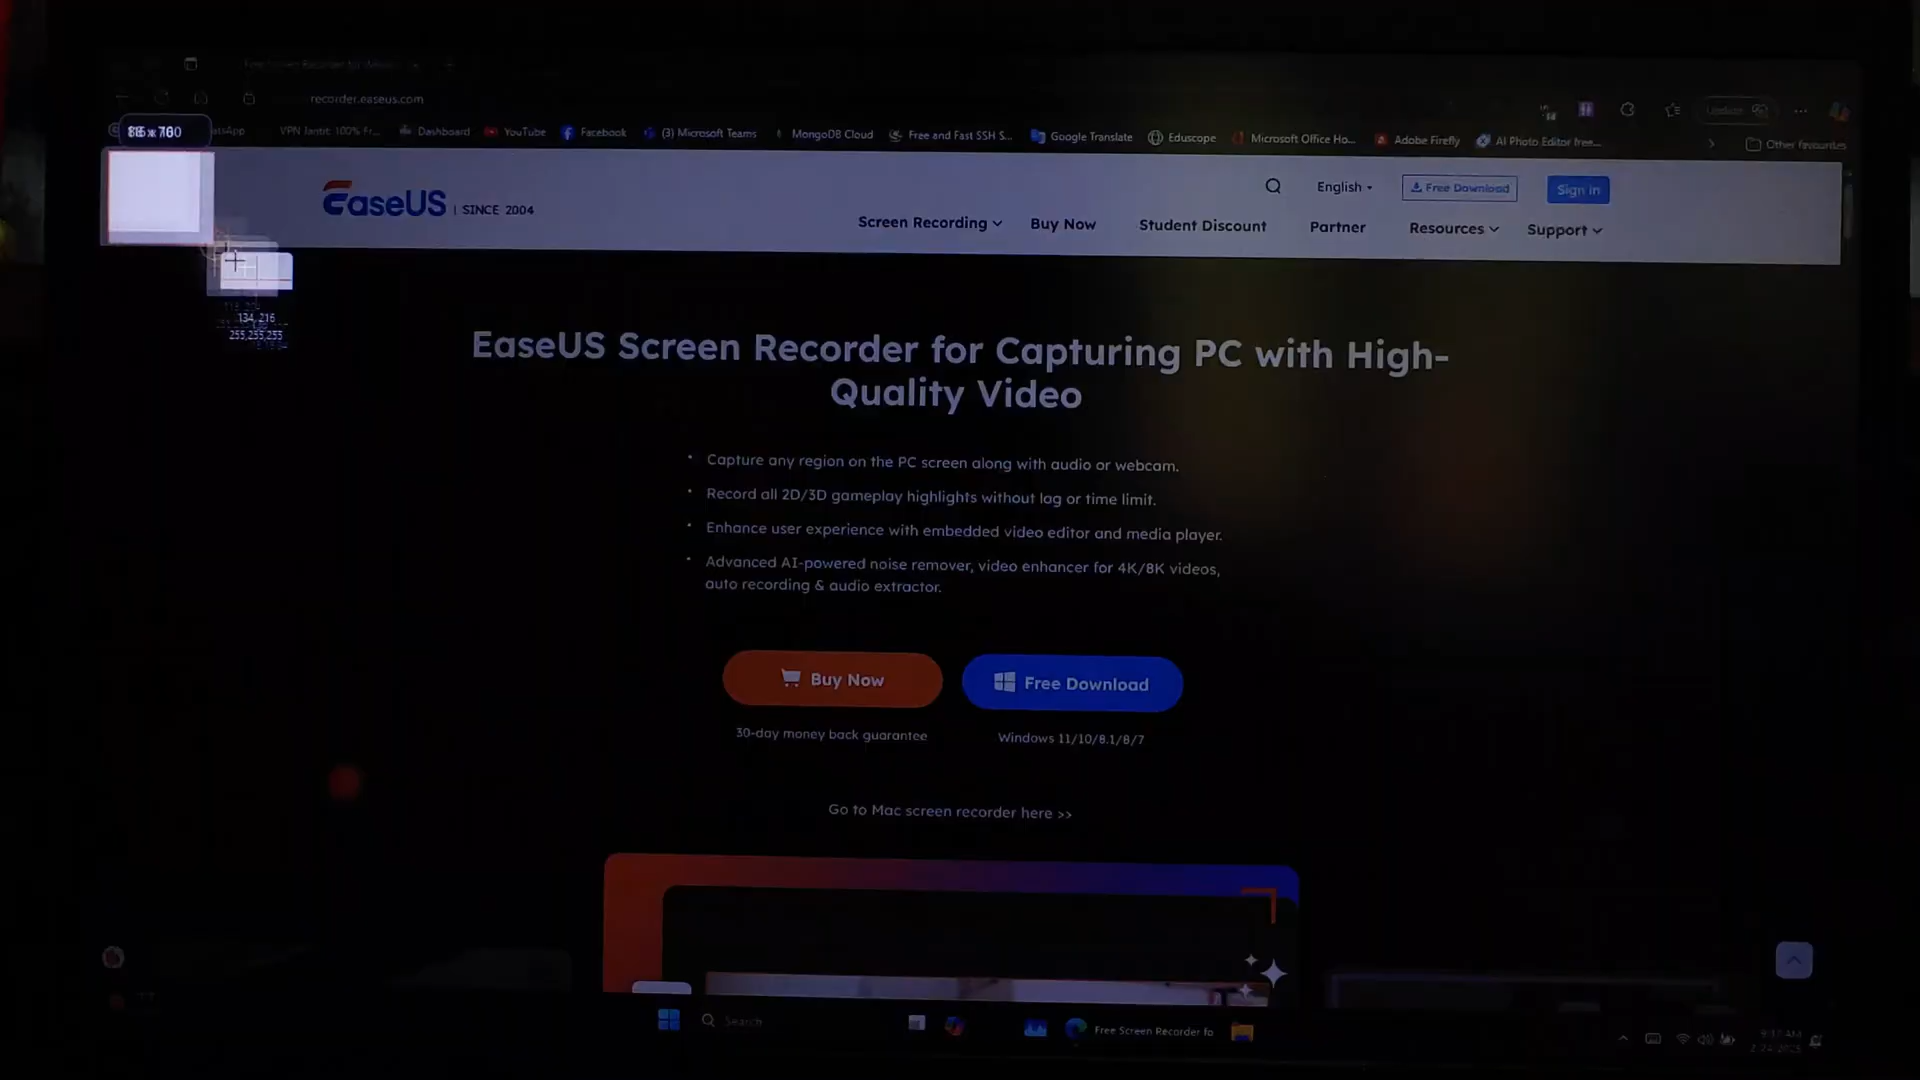 recorder.easeus.com
VPN Jantit: 100% Fr...
Dashboard
YouTube
Facebook
(3) Microsoft Teams
MongoDB Cloud
Free and Fast SSH S...
Google Translate
Eduscope
Microsoft Office Ho...
Adobe Firefly
AI Photo Editor free...
Other favourites
EaseUS | SINCE 2004
English
Free Download
Sign in
Screen Recording
Buy Now
Student Discount
Partner
Resources
Support
134, 216
255,255,255
EaseUS Screen Recorder for Capturing PC with High-
Quality Video
• Capture any region on the PC screen along with audio or webcam.
• Record all 2D/3D gameplay highlights without lag or time limit.
• Enhance user experience with embedded video editor and media player.
• Advanced AI-powered noise remover, video enhancer for 4K/8K videos,
auto recording & audio extractor.
Buy Now
Free Download
30-day money back guarantee
Windows 11/10/8.1/8/7
Go to Mac screen recorder here >>
Search
Free Screen Recorder fo